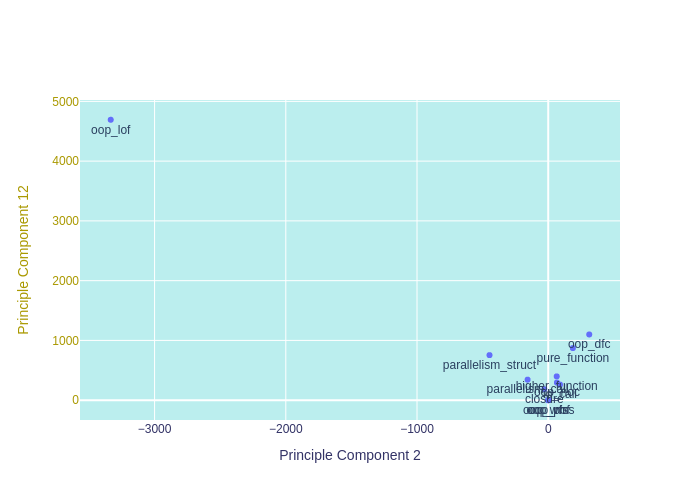 5000
oop_lof
4000
3000
2000
1000
0
Principle Component 12
oop_dfc
pure_function
parallelism_struct
higher_function
closure
−3000
−2000
−1000
0
Principle Component 2